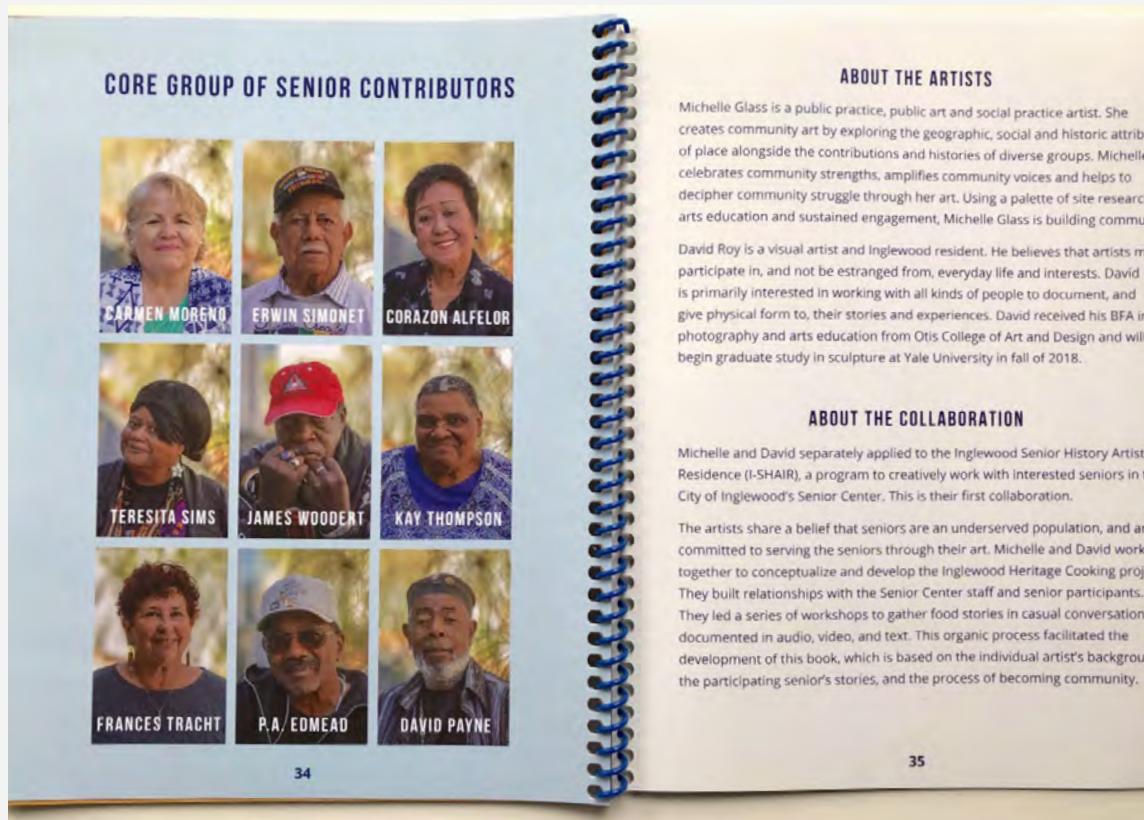 CORE GROUP OF SENIOR CONTRIBUTORS
CARMEN MORENO
ERWIN SIMONET
CORAZON ALFELOR
TERESITA SIMS
JAMES WOODERT
KAY THOMPSON
FRANCES TRACHT
P.A. EDMEAD
DAVID PAYNE
34
ABOUT THE ARTISTS
Michelle Glass is a public practice, public art and social practice artist. She
creates community art by exploring the geographic, social and historic attrib
of place alongside the contributions and histories of diverse groups. Michelle
celebrates community strengths, amplifies community voices and helps to
decipher community struggle through her art. Using a palette of site researc
arts education and sustained engagement, Michelle Glass is building commu
David Roy is a visual artist and Inglewood resident. He believes that artists m
participate in, and not be estranged from, everyday life and interests. David
is primarily interested in working with all kinds of people to document, and
give physical form to, their stories and experiences. David received his BFA in
photography and arts education from Otis College of Art and Design and will
begin graduate study in sculpture at Yale University in fall of 2018.
ABOUT THE COLLABORATION
Michelle and David separately applied to the Inglewood Senior History Artist
Residence (I-SHAIR), a program to creatively work with interested seniors in
City of Inglewood's Senior Center. This is their first collaboration.
The artists share a belief that seniors are an underserved population, and ar
committed to serving the seniors through their art. Michelle and David work
together to conceptualize and develop the Inglewood Heritage Cooking proj
They built relationships with the Senior Center staff and senior participants.
They led a series of workshops to gather food stories in casual conversation
documented in audio, video, and text. This organic process facilitated the
development of this book, which is based on the individual artist's backgrou
the participating senior's stories, and the process of becoming community.
35